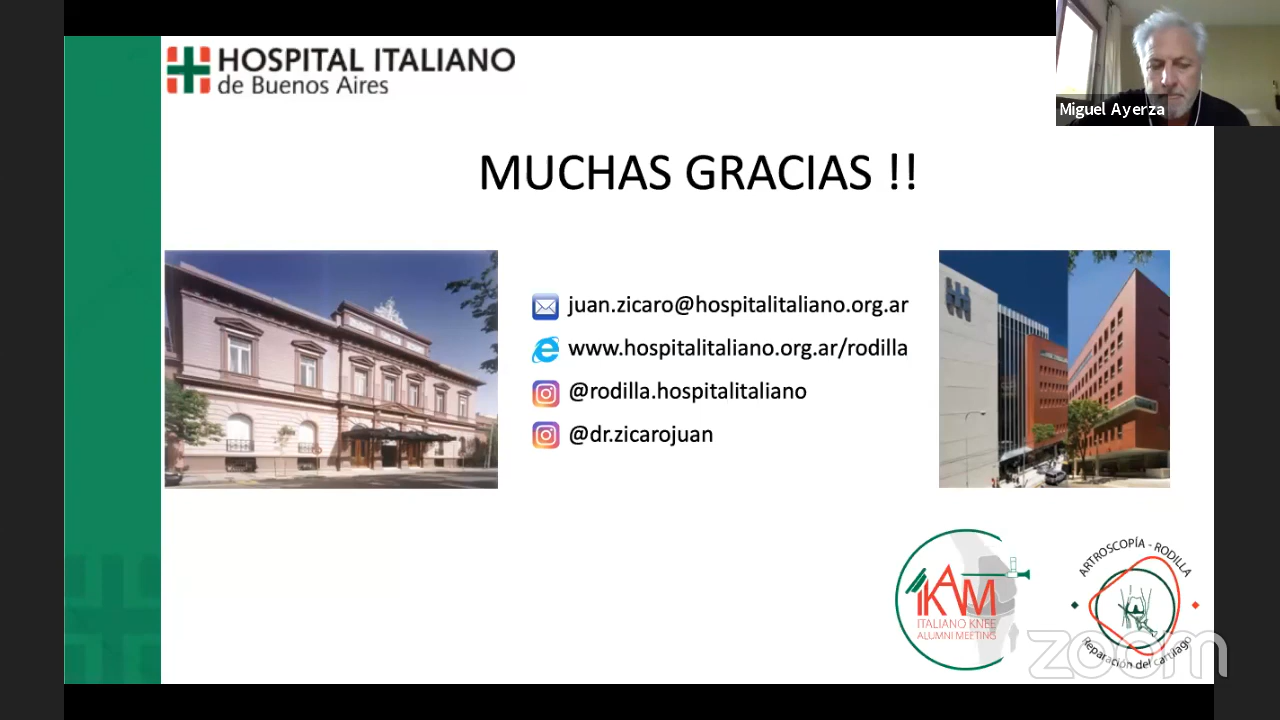 HOSPITAL ITALIANO
de Buenos Aires
Miguel Ayerza
MUCHAS GRACIAS !!
juan.zicaro@hospitalitaliano.org.ar
www.hospitalitaliano.org.ar/rodilla
@rodilla.hospitalitaliano
@dr.zicarojuan
IKAM
ITALIANO KNEE
ALUMNI MEETING
ARTROSCOPÍA - RODILLA
Reparación del cartílago
zoom